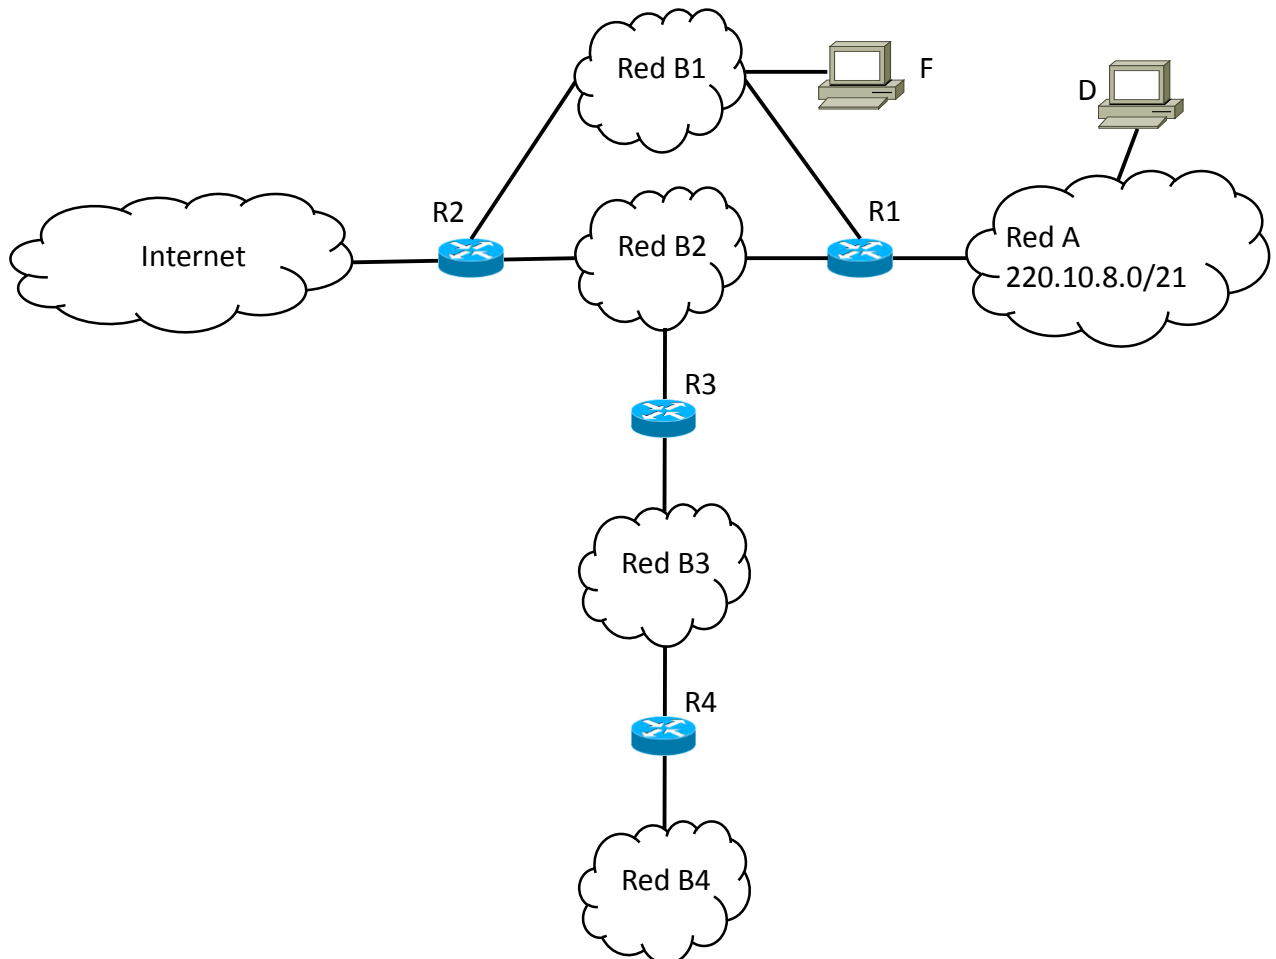 Red B1
F
D
R2
R1
Internet
Red B2
Red A
220.10.8.0/21
R3
Red B3
R4
Red B4